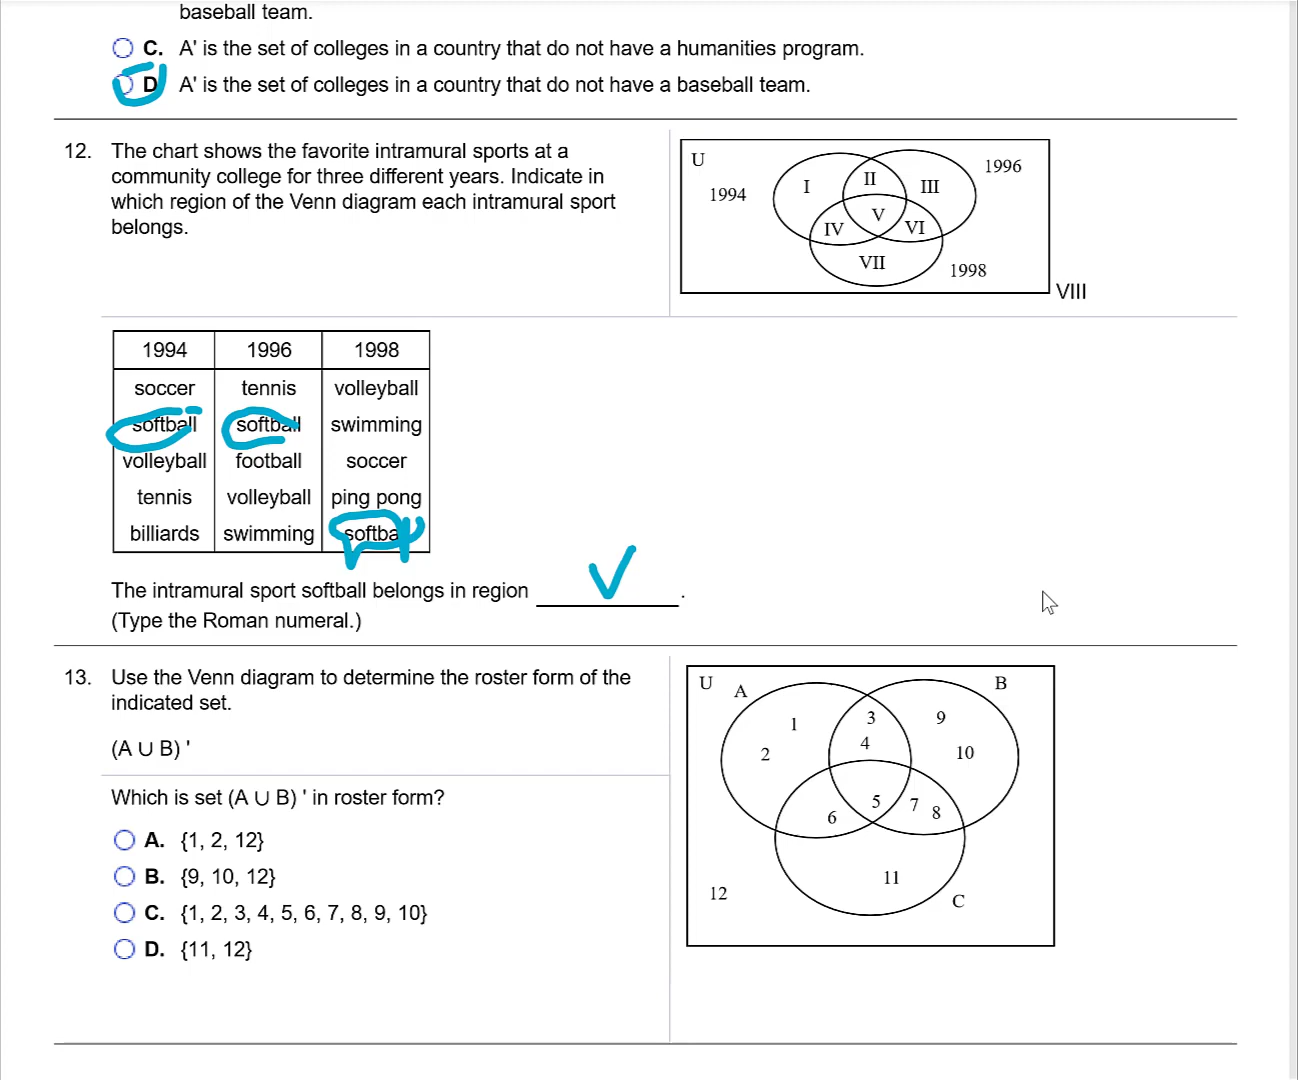 baseball team.
C. A' is the set of colleges in a country that do not have a humanities program.
D A' is the set of colleges in a country that do not have a baseball team.
12. The chart shows the favorite intramural sports at a
community college for three different years. Indicate in
which region of the Venn diagram each intramural sport
belongs.
U
1994
I
II
III
1996
IV
V
VI
VII
1998
VIII
1994 1996 1998
soccer tennis volleyball
softball softball swimming
volleyball football soccer
tennis volleyball ping pong
billiards swimming softba
The intramural sport softball belongs in region V.
(Type the Roman numeral.)
13. Use the Venn diagram to determine the roster form of the
indicated set.
(A ∪ B) '
Which is set (A ∪ B) ' in roster form?
A. {1, 2, 12}
B. {9, 10, 12}
C. {1, 2, 3, 4, 5, 6, 7, 8, 9, 10}
D. {11, 12}
U
A
B
1
3
9
2
4
10
6
5
7
8
11
12
C